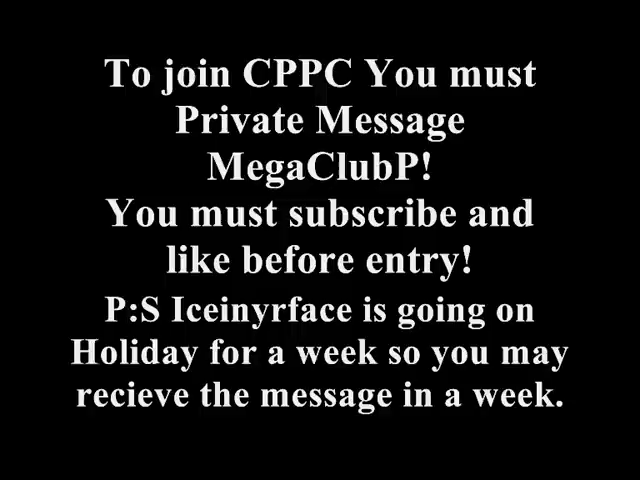 To join CPPC You must
Private Message
MegaClubP!
You must subscribe and
like before entry!
P:S Iceinyrface is going on
Holiday for a week so you may
recieve the message in a week.